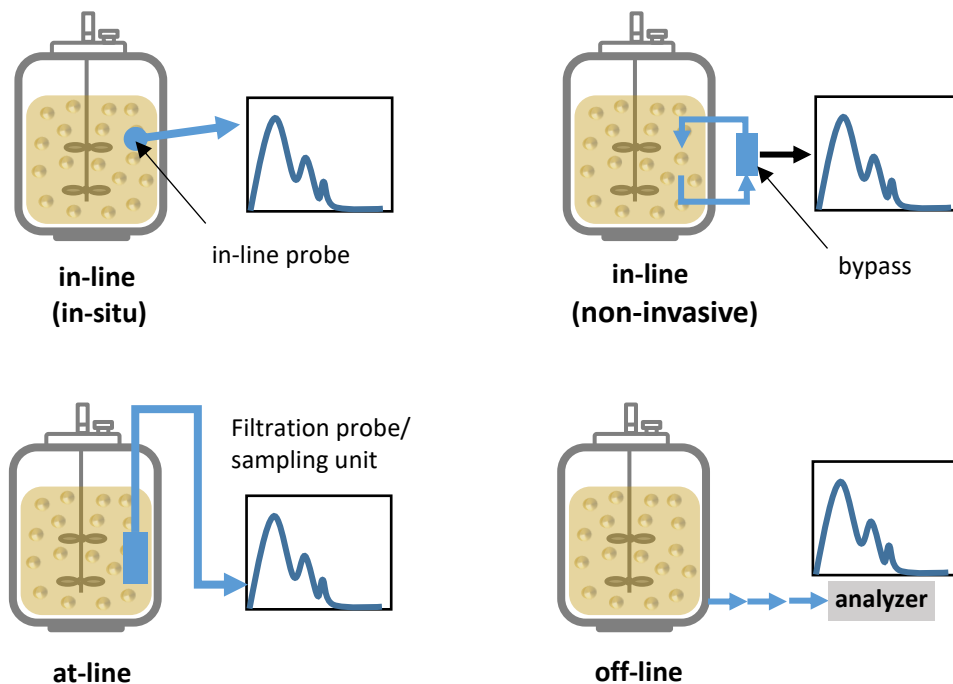 in-line probe
in-line
(in-situ)
bypass
in-line
(non-invasive)
Filtration probe/
sampling unit
at-line
analyzer
off-line